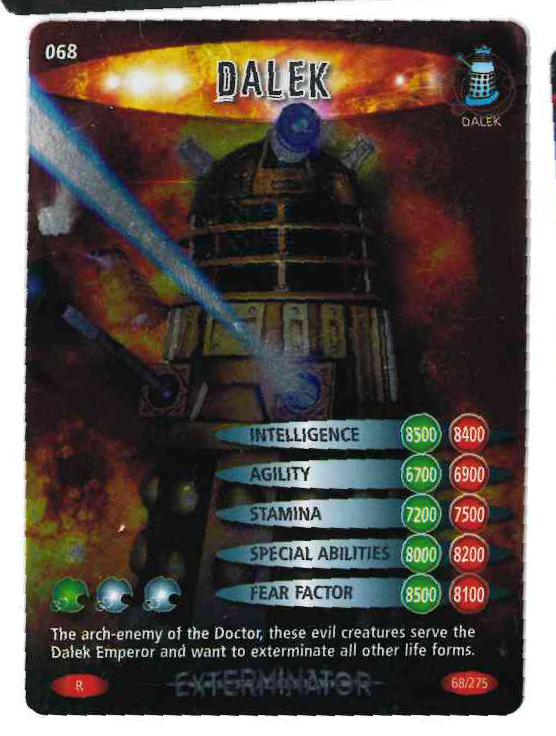 068
DALEK
DALEK
INTELLIGENCE 8500 8400
AGILITY 6700 6900
STAMINA 7200 7500
SPECIAL ABILITIES 8000 8200
FEAR FACTOR 8500 8100
The arch-enemy of the Doctor, these evil creatures serve the
Dalek Emperor and want to exterminate all other life forms.
R EXTERMINATOR 68/275